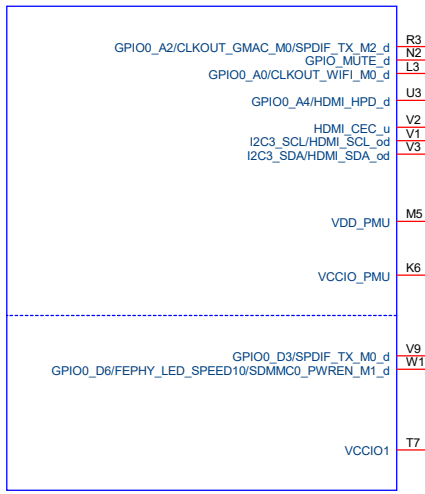 GPIO0_A2/CLKOUT_GMAC_M0/SPDIF_TX_M2_d R3
GPIO_MUTE_d N2
GPIO0_A0/CLKOUT_WIFI_M0_d L3
GPIO0_A4/HDMI_HPD_d U3
HDMI_CEC_u V2
I2C3_SCL/HDMI_SCL_od V1
I2C3_SDA/HDMI_SDA_od V3
VDD_PMU M5
VCCIO_PMU K6
GPIO0_D3/SPDIF_TX_M0_d V9
GPIO0_D6/FEPHY_LED_SPEED10/SDMMC0_PWREN_M1_d W1
VCCIO1 T7